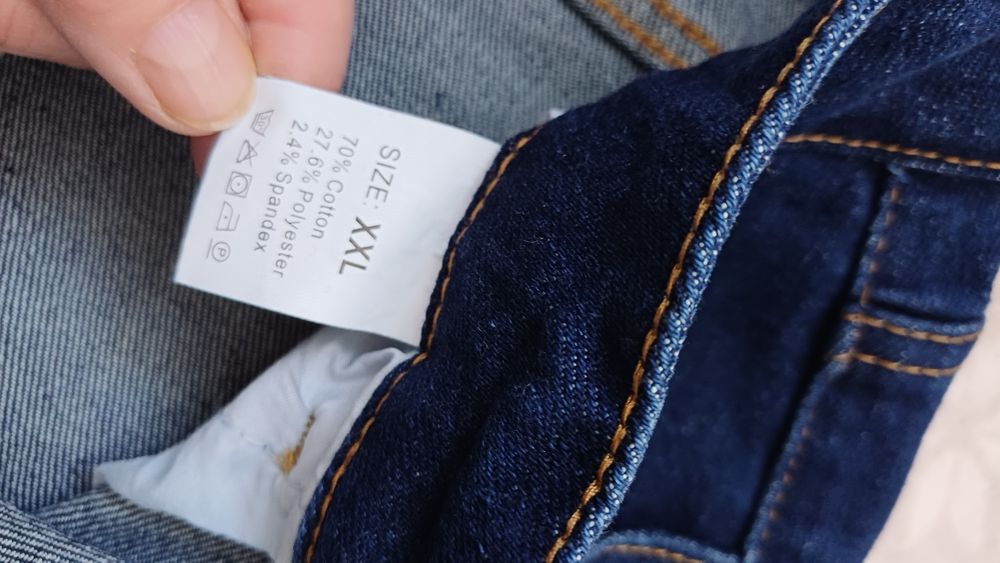 SIZE: XXL
70% Cotton
27.6% Polyester
2.4% Spandex
P